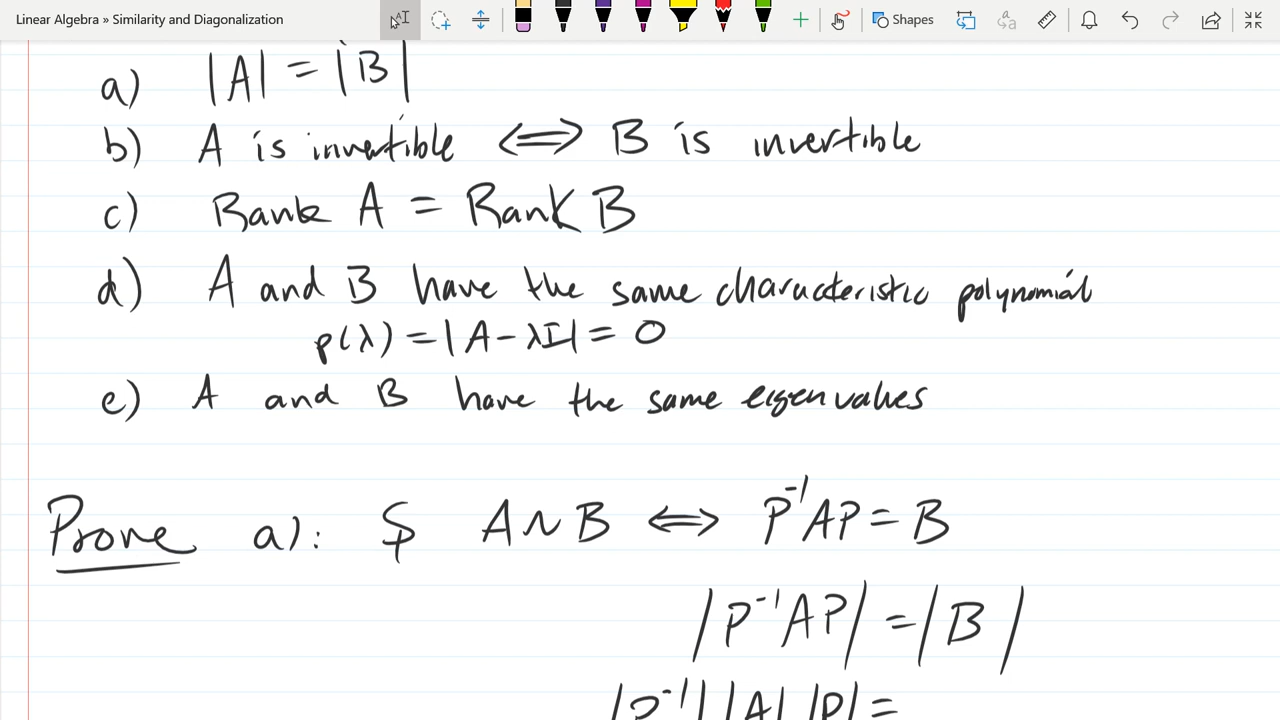 Linear Algebra » Similarity and Diagonalization
Shapes
a) |A| = |B|
b) A is invertible ⟺ B is invertible
c) Rank A = Rank B
d) A and B have the same characteristic polynomial
p(λ) = |A - λI| = 0
e) A and B have the same eigenvalues
Prove a): $ A ~ B ⟺ P⁻¹AP = B
|P⁻¹AP| = |B|
|P⁻¹| |A| |P| =